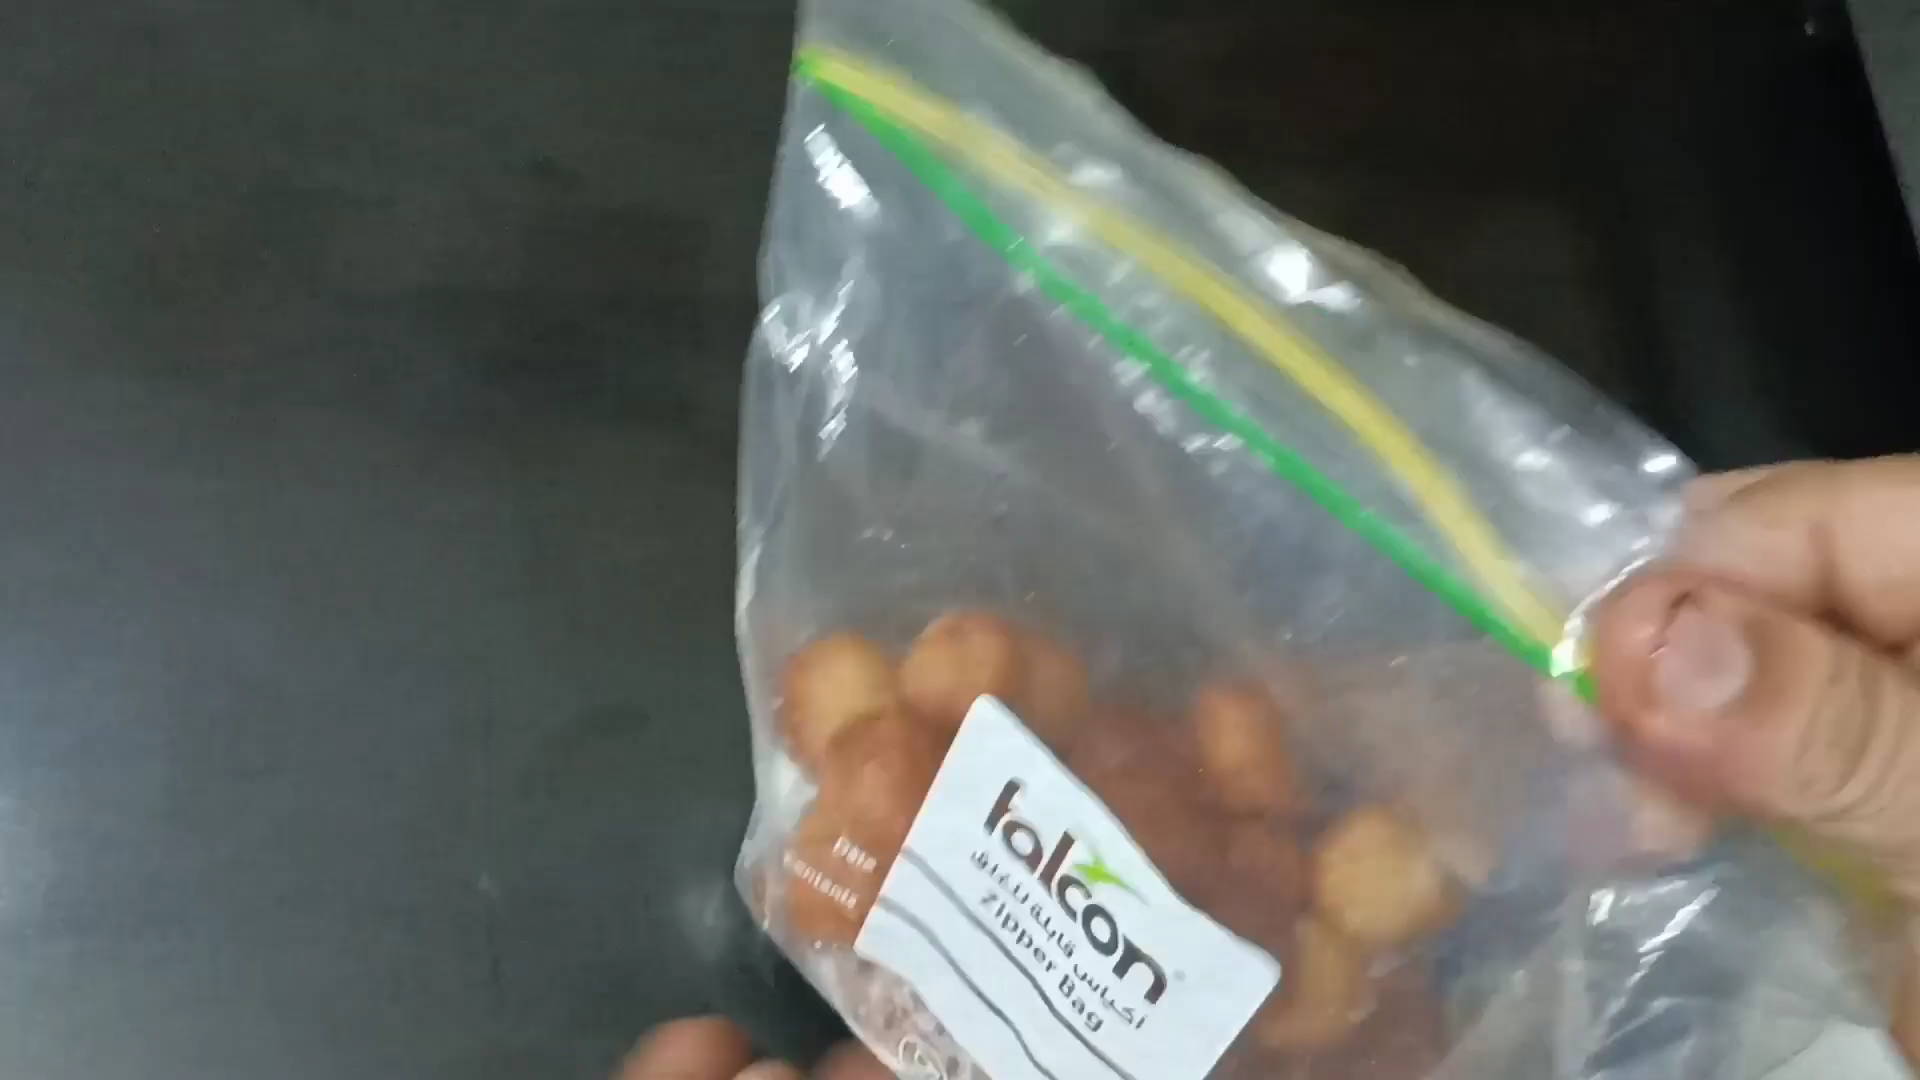 falcon
أكياس قابلة للغلق
Zipper Bag
Date
Contents